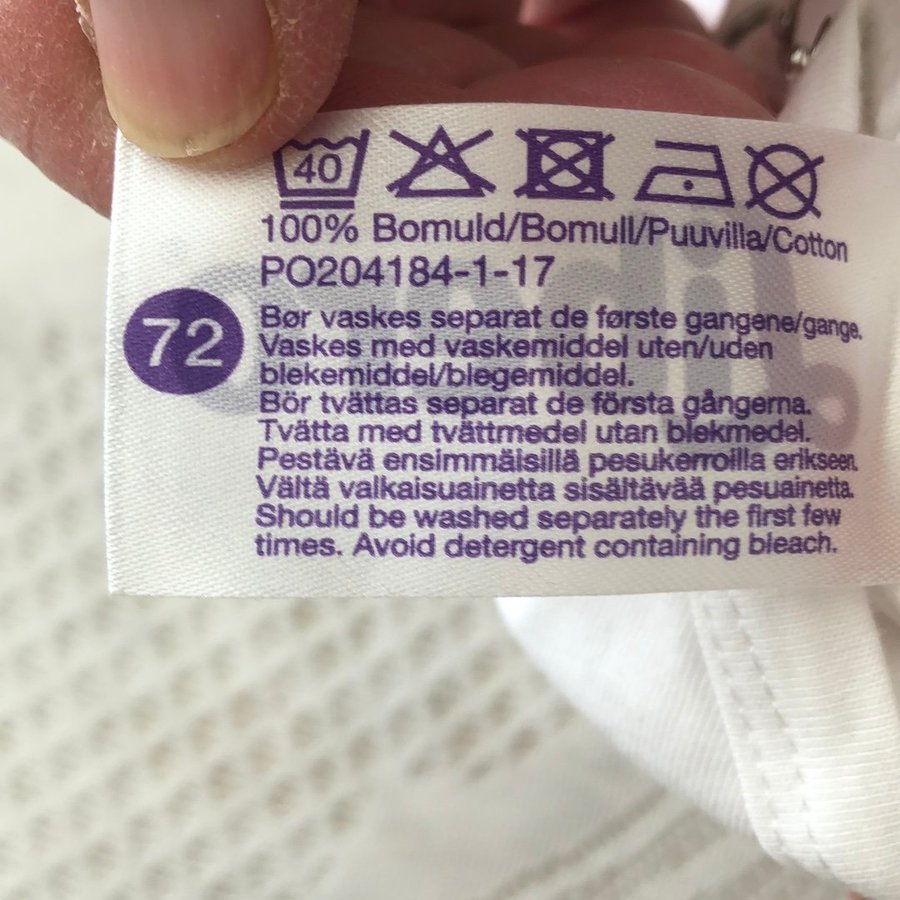 40
100% Bomuld/Bomull/Puuvilla/Cotton
PO204184-1-17
72
Bør vaskes separat de første gangene/gange.
Vaskes med vaskemiddel uten/uden
blekemiddel/blegemiddel.
Bör tvättas separat de första gångerna.
Tvätta med tvättmedel utan blekmedel.
Pestävä ensimmäisillä pesukerroilla erikseen.
Vältä valkaisuainetta sisältävää pesuainetta.
Should be washed separately the first few
times. Avoid detergent containing bleach.